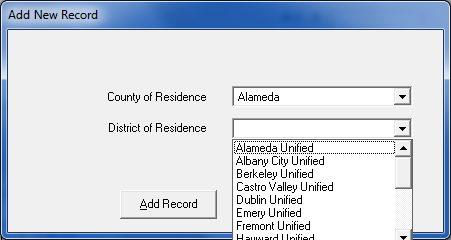 Add New Record
County of Residence Alameda
District of Residence
Alameda Unified
Albany City Unified
Berkeley Unified
Castro Valley Unified
Dublin Unified
Emery Unified
Fremont Unified
Hayward Unified
Add Record